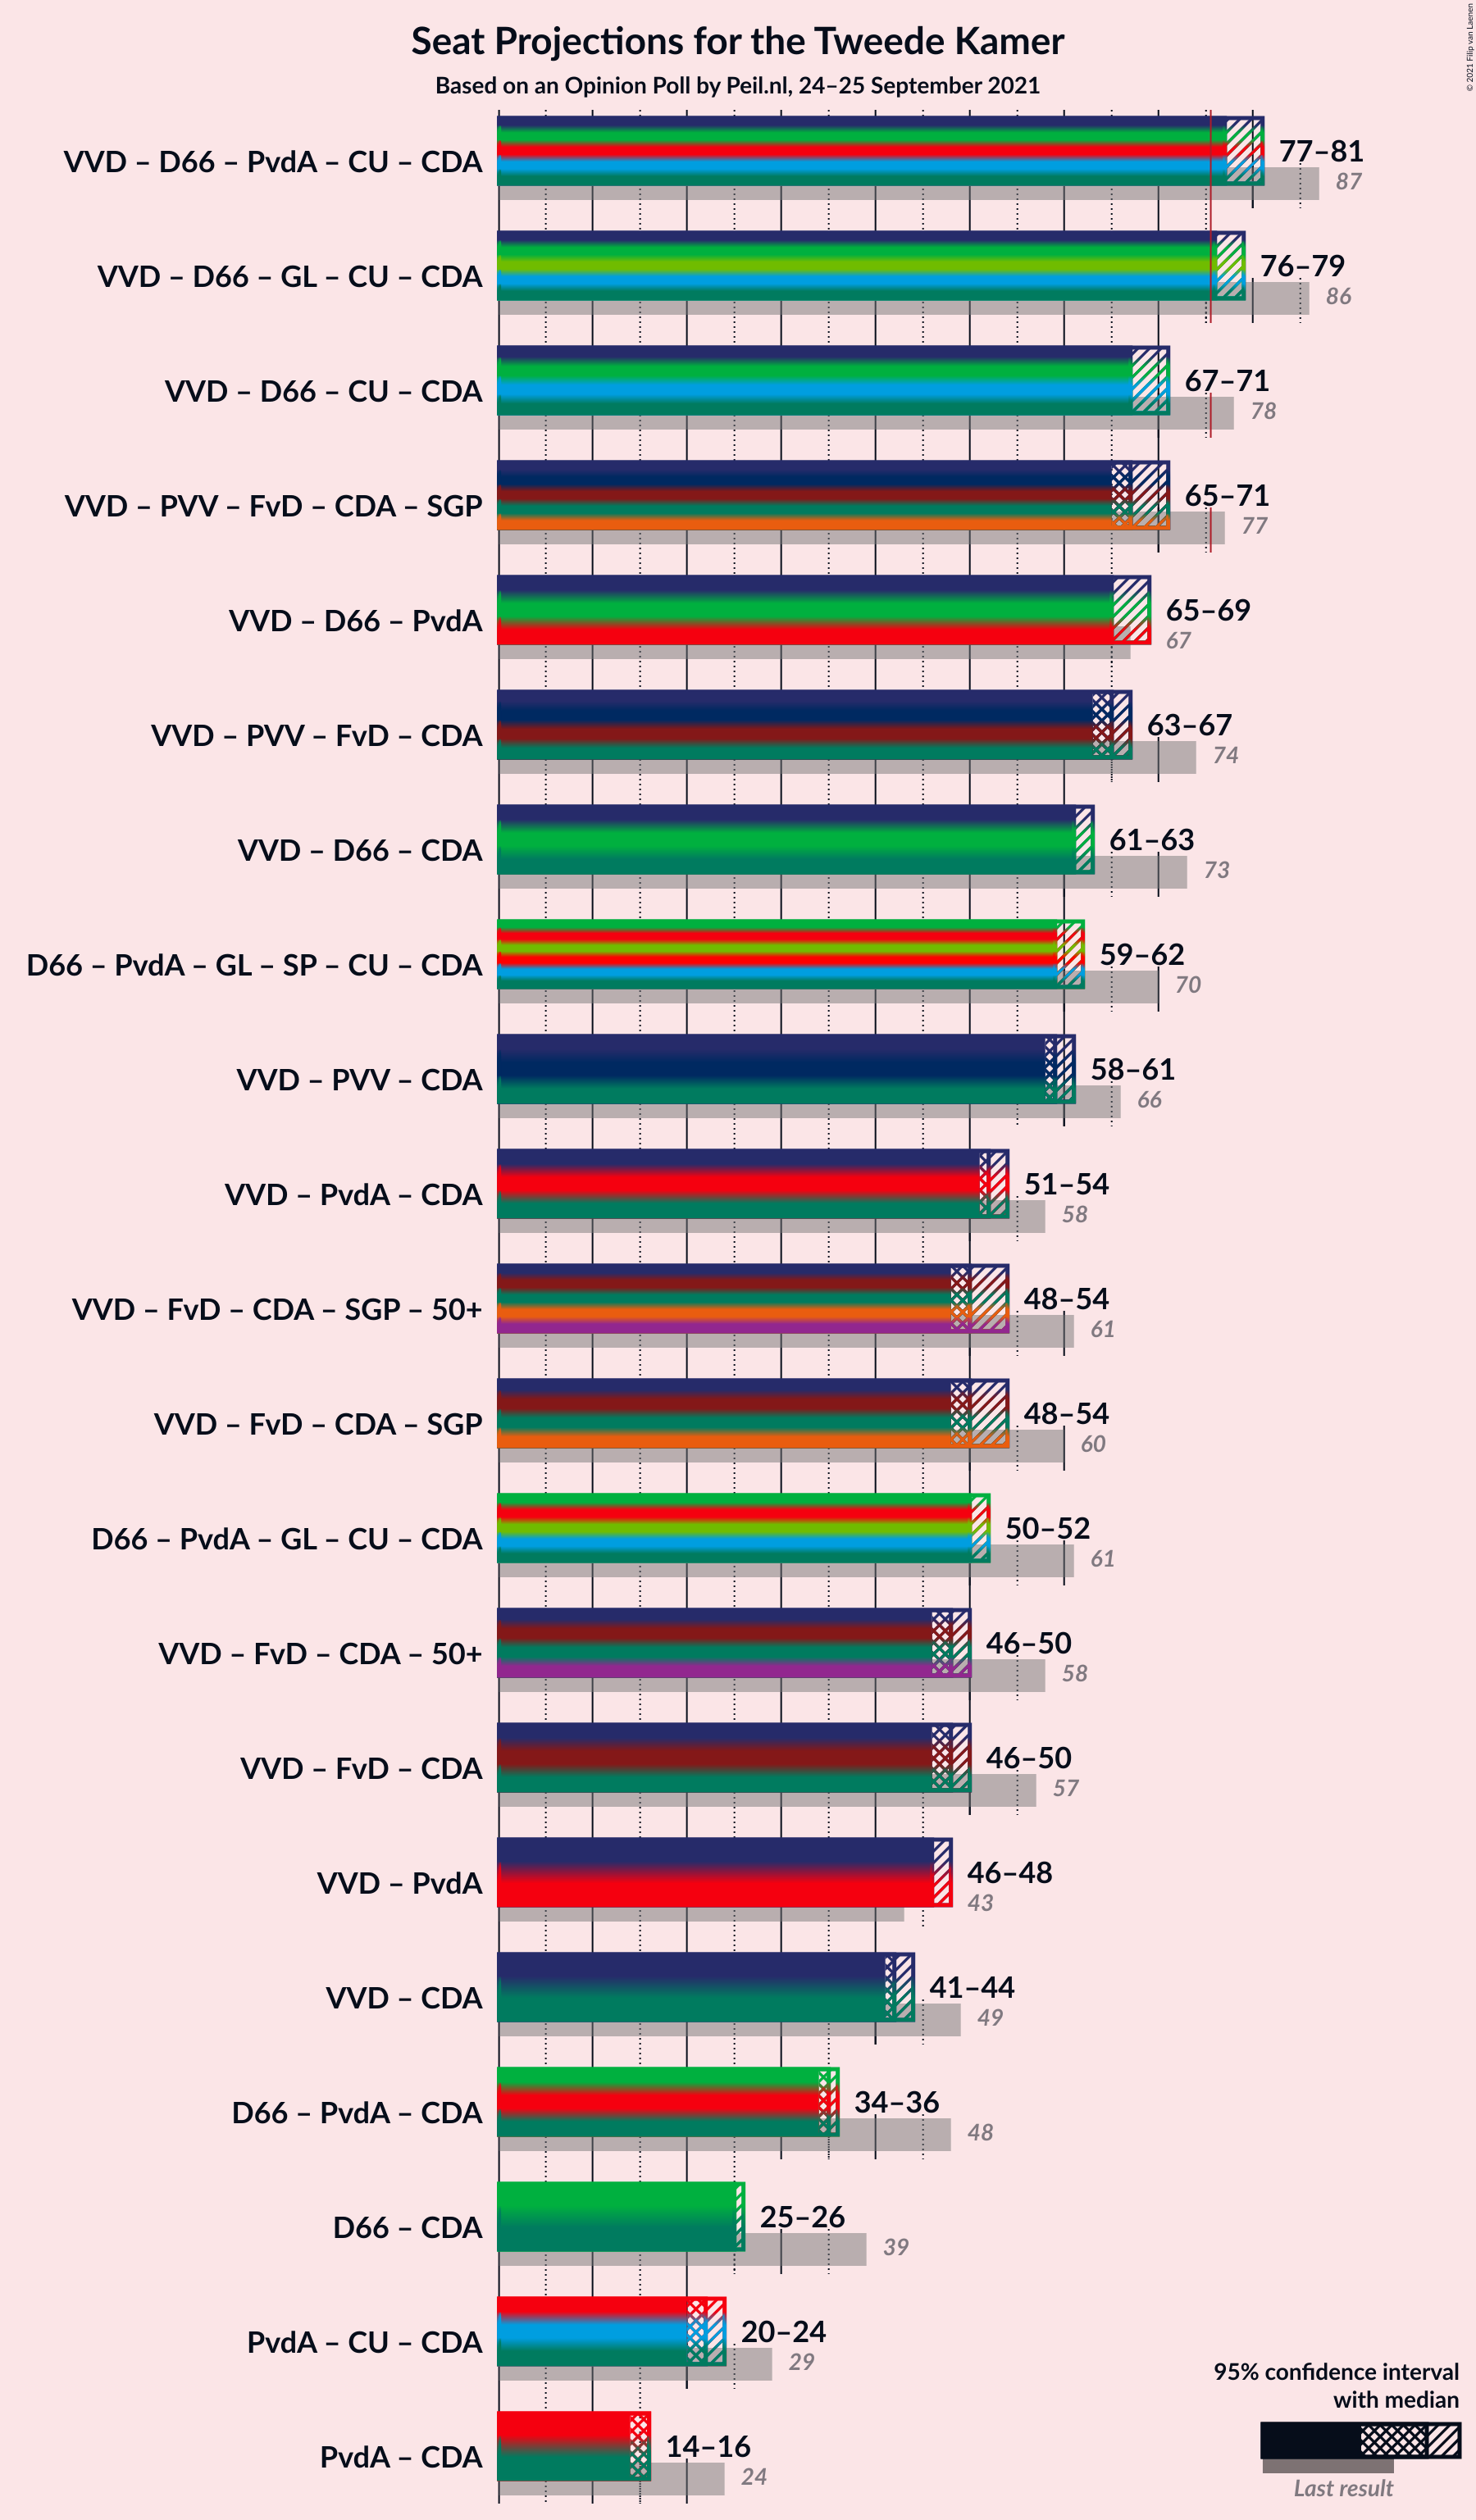 Seat Projections for the Tweede Kamer
Based on an Opinion Poll by Peil.nl, 24–25 September 2021
© 2021 Filip van Laenen
VVD – D66 – PvdA – CU – CDA
77–81
87
VVD – D66 – GL – CU – CDA
76–79
86
VVD – D66 – CU – CDA
67–71
78
VVD – PVV – FvD – CDA – SGP
65–71
77
VVD – D66 – PvdA
65–69
67
VVD – PVV – FvD – CDA
63–67
74
VVD – D66 – CDA
61–63
73
D66 – PvdA – GL – SP – CU – CDA
59–62
70
VVD – PVV – CDA
58–61
66
VVD – PvdA – CDA
51–54
58
VVD – FvD – CDA – SGP – 50+
48–54
61
VVD – FvD – CDA – SGP
48–54
60
D66 – PvdA – GL – CU – CDA
50–52
61
VVD – FvD – CDA – 50+
46–50
58
VVD – FvD – CDA
46–50
57
VVD – PvdA
46–48
43
VVD – CDA
41–44
49
D66 – PvdA – CDA
34–36
48
D66 – CDA
25–26
39
PvdA – CU – CDA
20–24
29
PvdA – CDA
14–16
24
95% confidence interval
with median
Last result